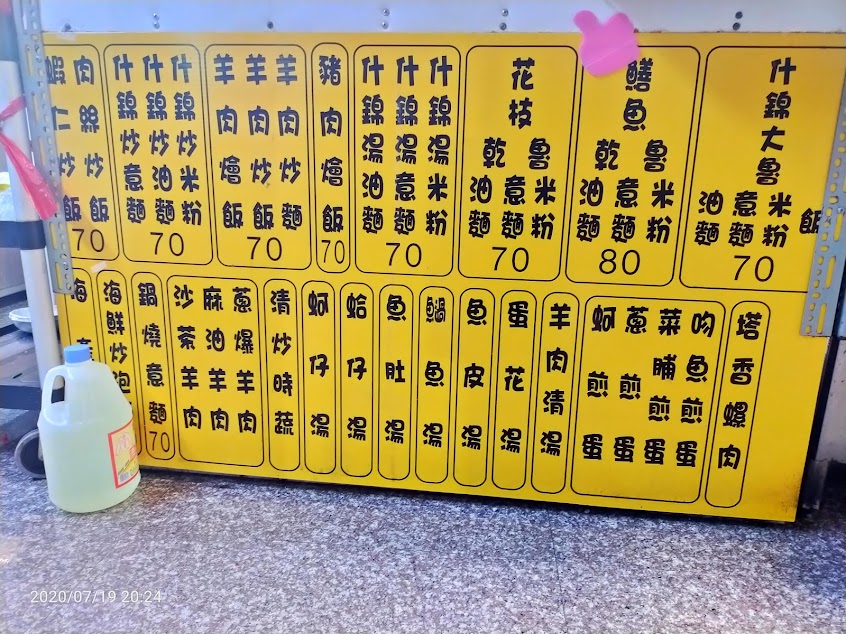 什錦大魯
飯
米粉
意麵
油麵
70
鱔魚
魯
乾
米粉
意麵
油麵
80
花枝
魯
乾
米粉
意麵
油麵
70
什錦湯米粉
什錦湯意麵
什錦湯油麵
70
豬肉燴飯
70
羊肉炒麵
羊肉炒飯
羊肉燴飯
70
什錦炒米粉
什錦炒油麵
什錦炒意麵
70
肉絲炒飯
蝦仁炒飯
70
塔香螺肉
吻魚煎蛋
菜脯煎蛋
蔥煎蛋
蚵煎蛋
羊肉清湯
蛋花湯
魚皮湯
魚湯
魚肚湯
蛤仔湯
蚵仔湯
清炒時蔬
蔥爆羊肉
麻油羊肉
沙茶羊肉
鍋燒意麵
70
海鮮炒泡
海
2020/07/19 20:24